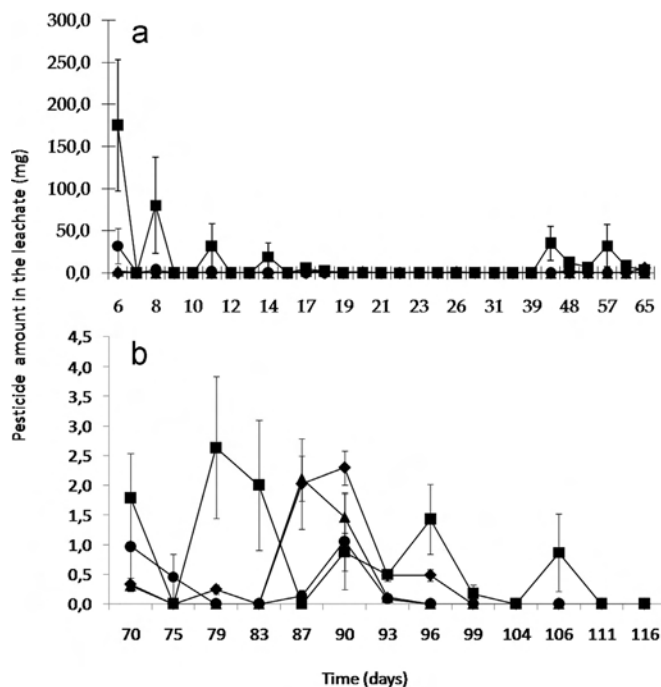 Pesticide amount in the leachate (mg)
a
300,0
250,0
200,0
150,0
100,0
50,0
0,0
6 8 10 12 14 17 19 21 23 26 31 39 48 57 65
b
4,5
4,0
3,5
3,0
2,5
2,0
1,5
1,0
0,5
0,0
70 75 79 83 87 90 93 96 99 104 106 111 116
Time (days)